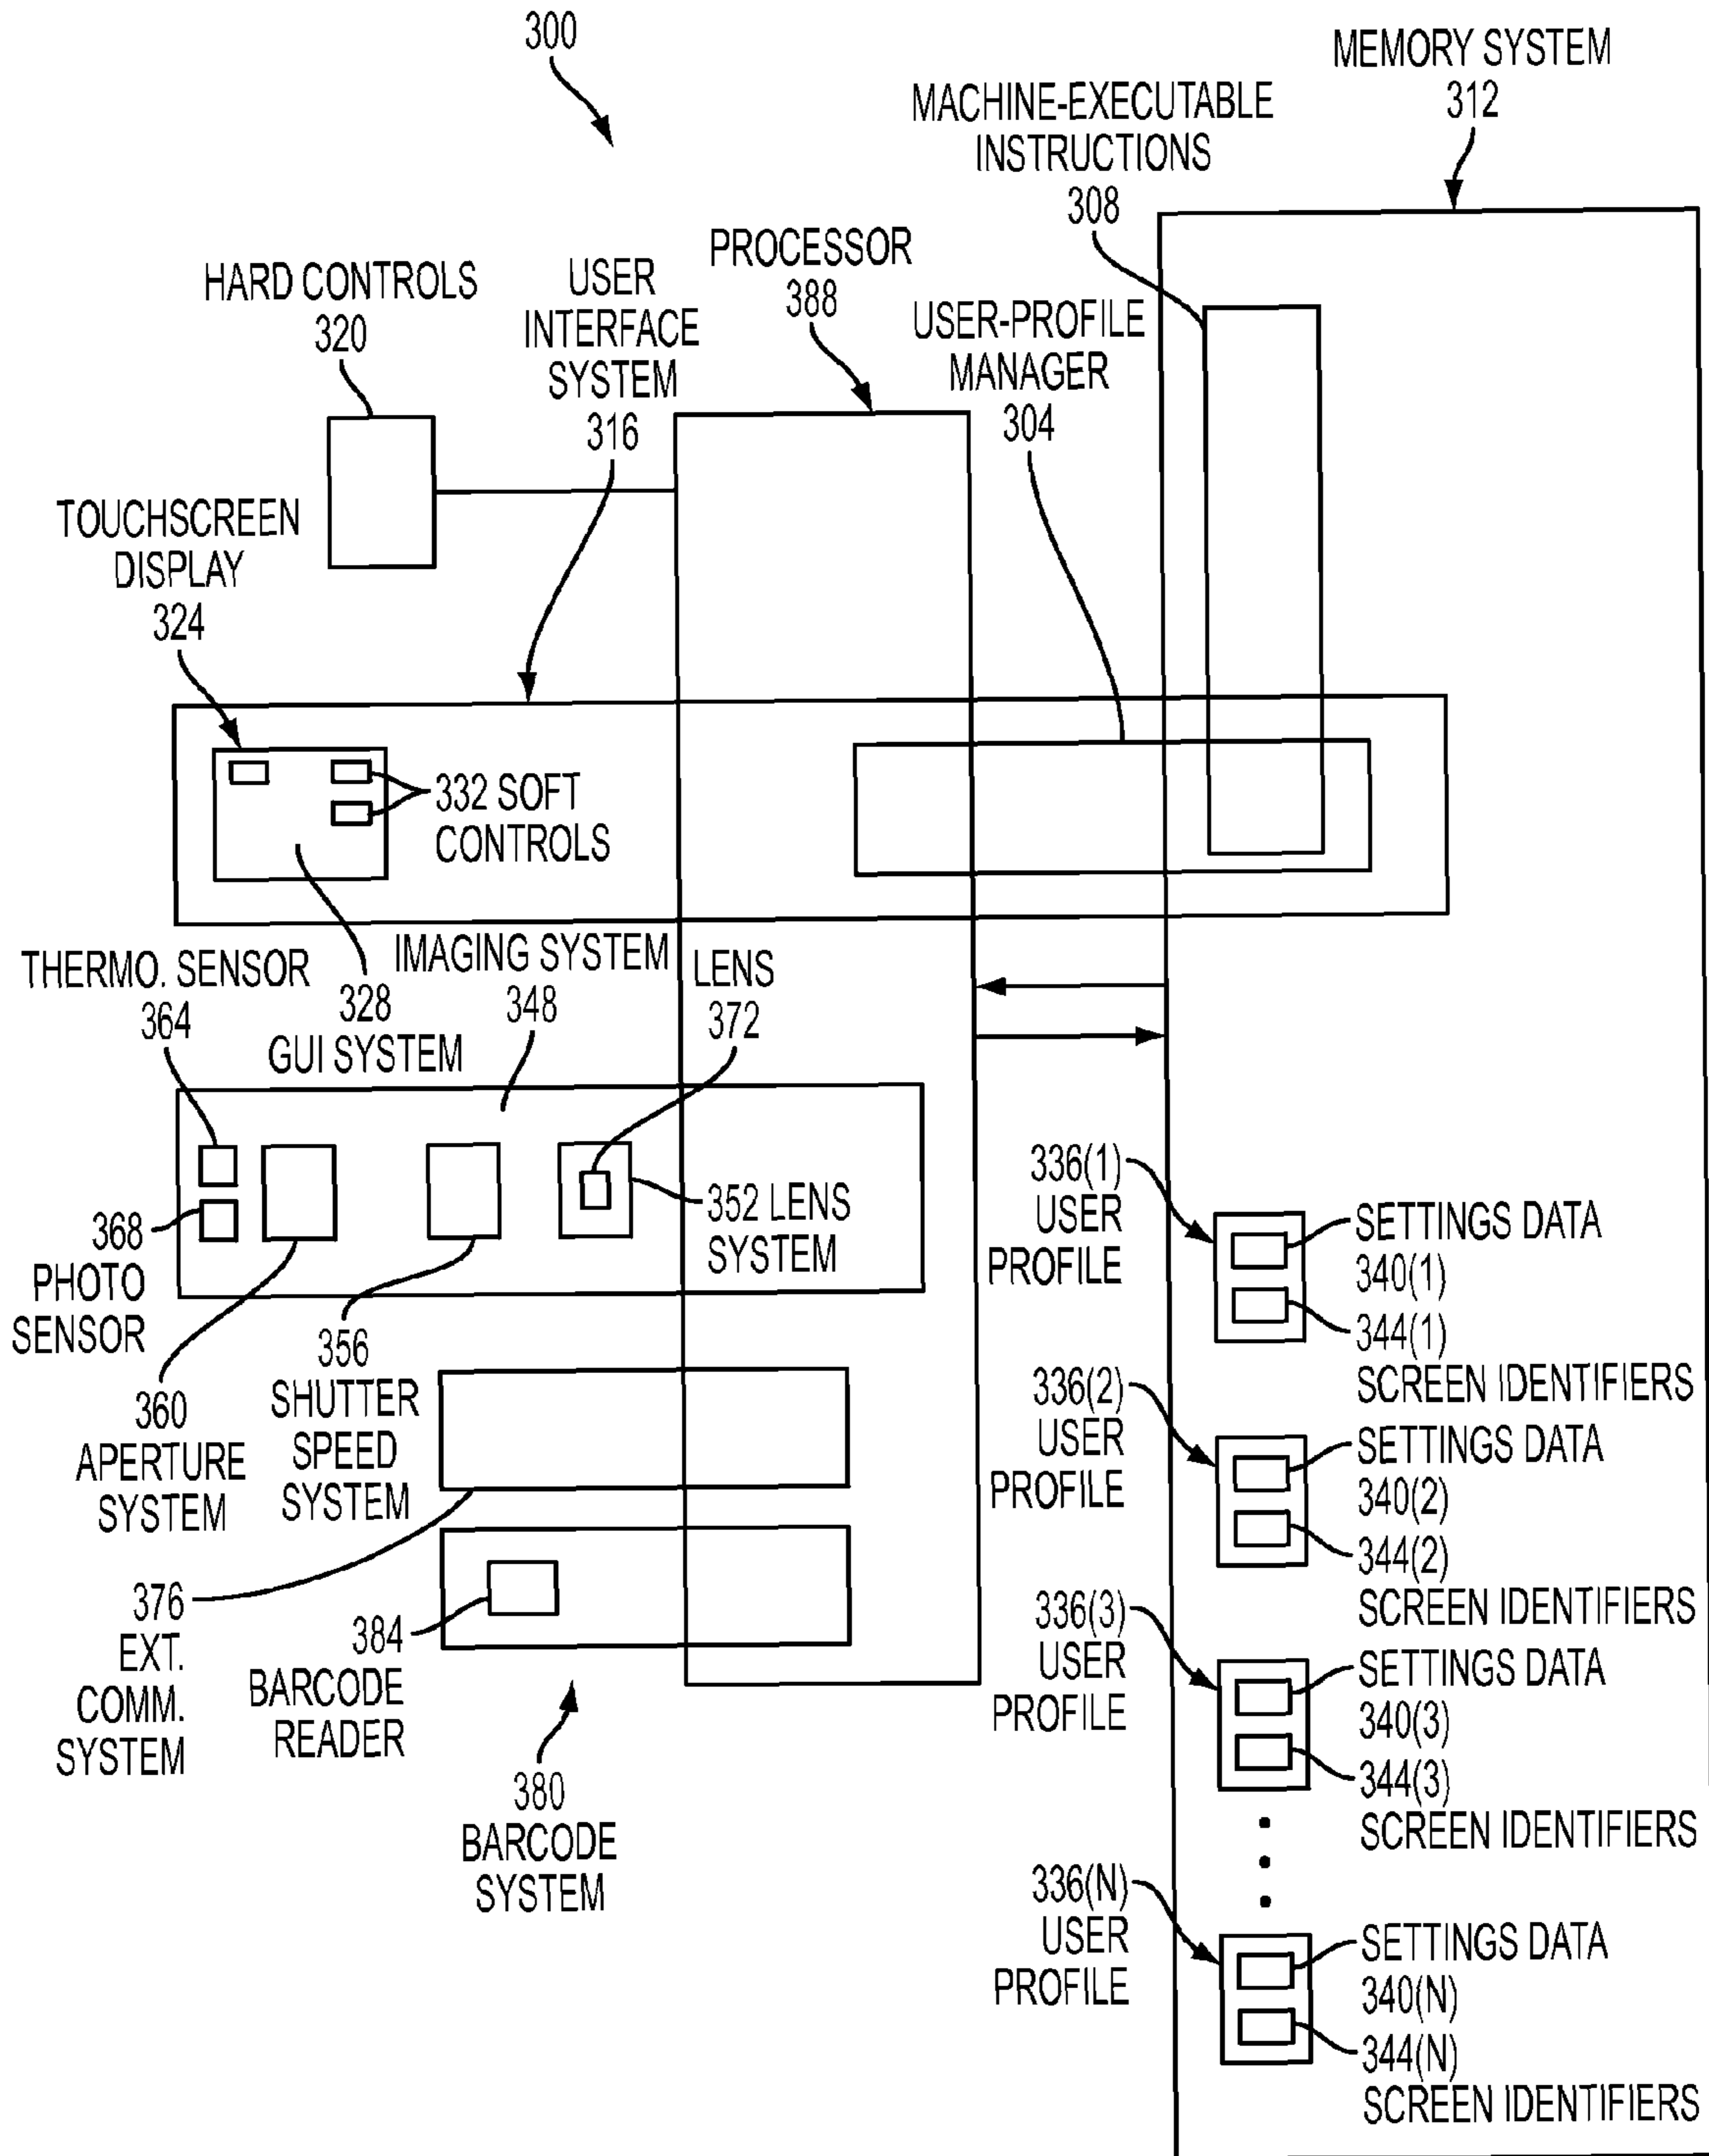 300
MEMORY SYSTEM
312
MACHINE-EXECUTABLE
INSTRUCTIONS
308
PROCESSOR
388
HARD CONTROLS
320
USER
INTERFACE
SYSTEM
316
USER-PROFILE
MANAGER
304
TOUCHSCREEN
DISPLAY
324
332 SOFT
CONTROLS
THERMO. SENSOR
364
328
GUI SYSTEM
IMAGING SYSTEM
348
LENS
372
352 LENS
SYSTEM
368
PHOTO
SENSOR
360
APERTURE
SYSTEM
356
SHUTTER
SPEED
SYSTEM
376
EXT.
COMM.
SYSTEM
384
BARCODE
READER
380
BARCODE
SYSTEM
336(1)
USER
PROFILE
SETTINGS DATA
340(1)
344(1)
SCREEN IDENTIFIERS
336(2)
USER
PROFILE
SETTINGS DATA
340(2)
344(2)
SCREEN IDENTIFIERS
336(3)
USER
PROFILE
SETTINGS DATA
340(3)
344(3)
SCREEN IDENTIFIERS
336(N)
USER
PROFILE
SETTINGS DATA
340(N)
344(N)
SCREEN IDENTIFIERS